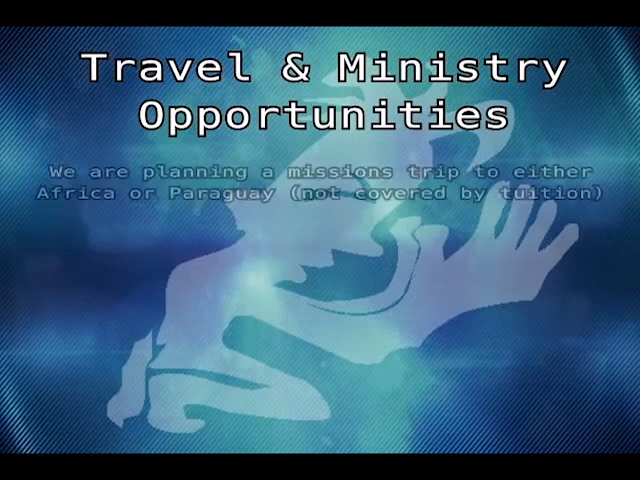 Travel & Ministry
Opportunities
We are planning a missions trip to either
Africa or Paraguay (not covered by tuition)